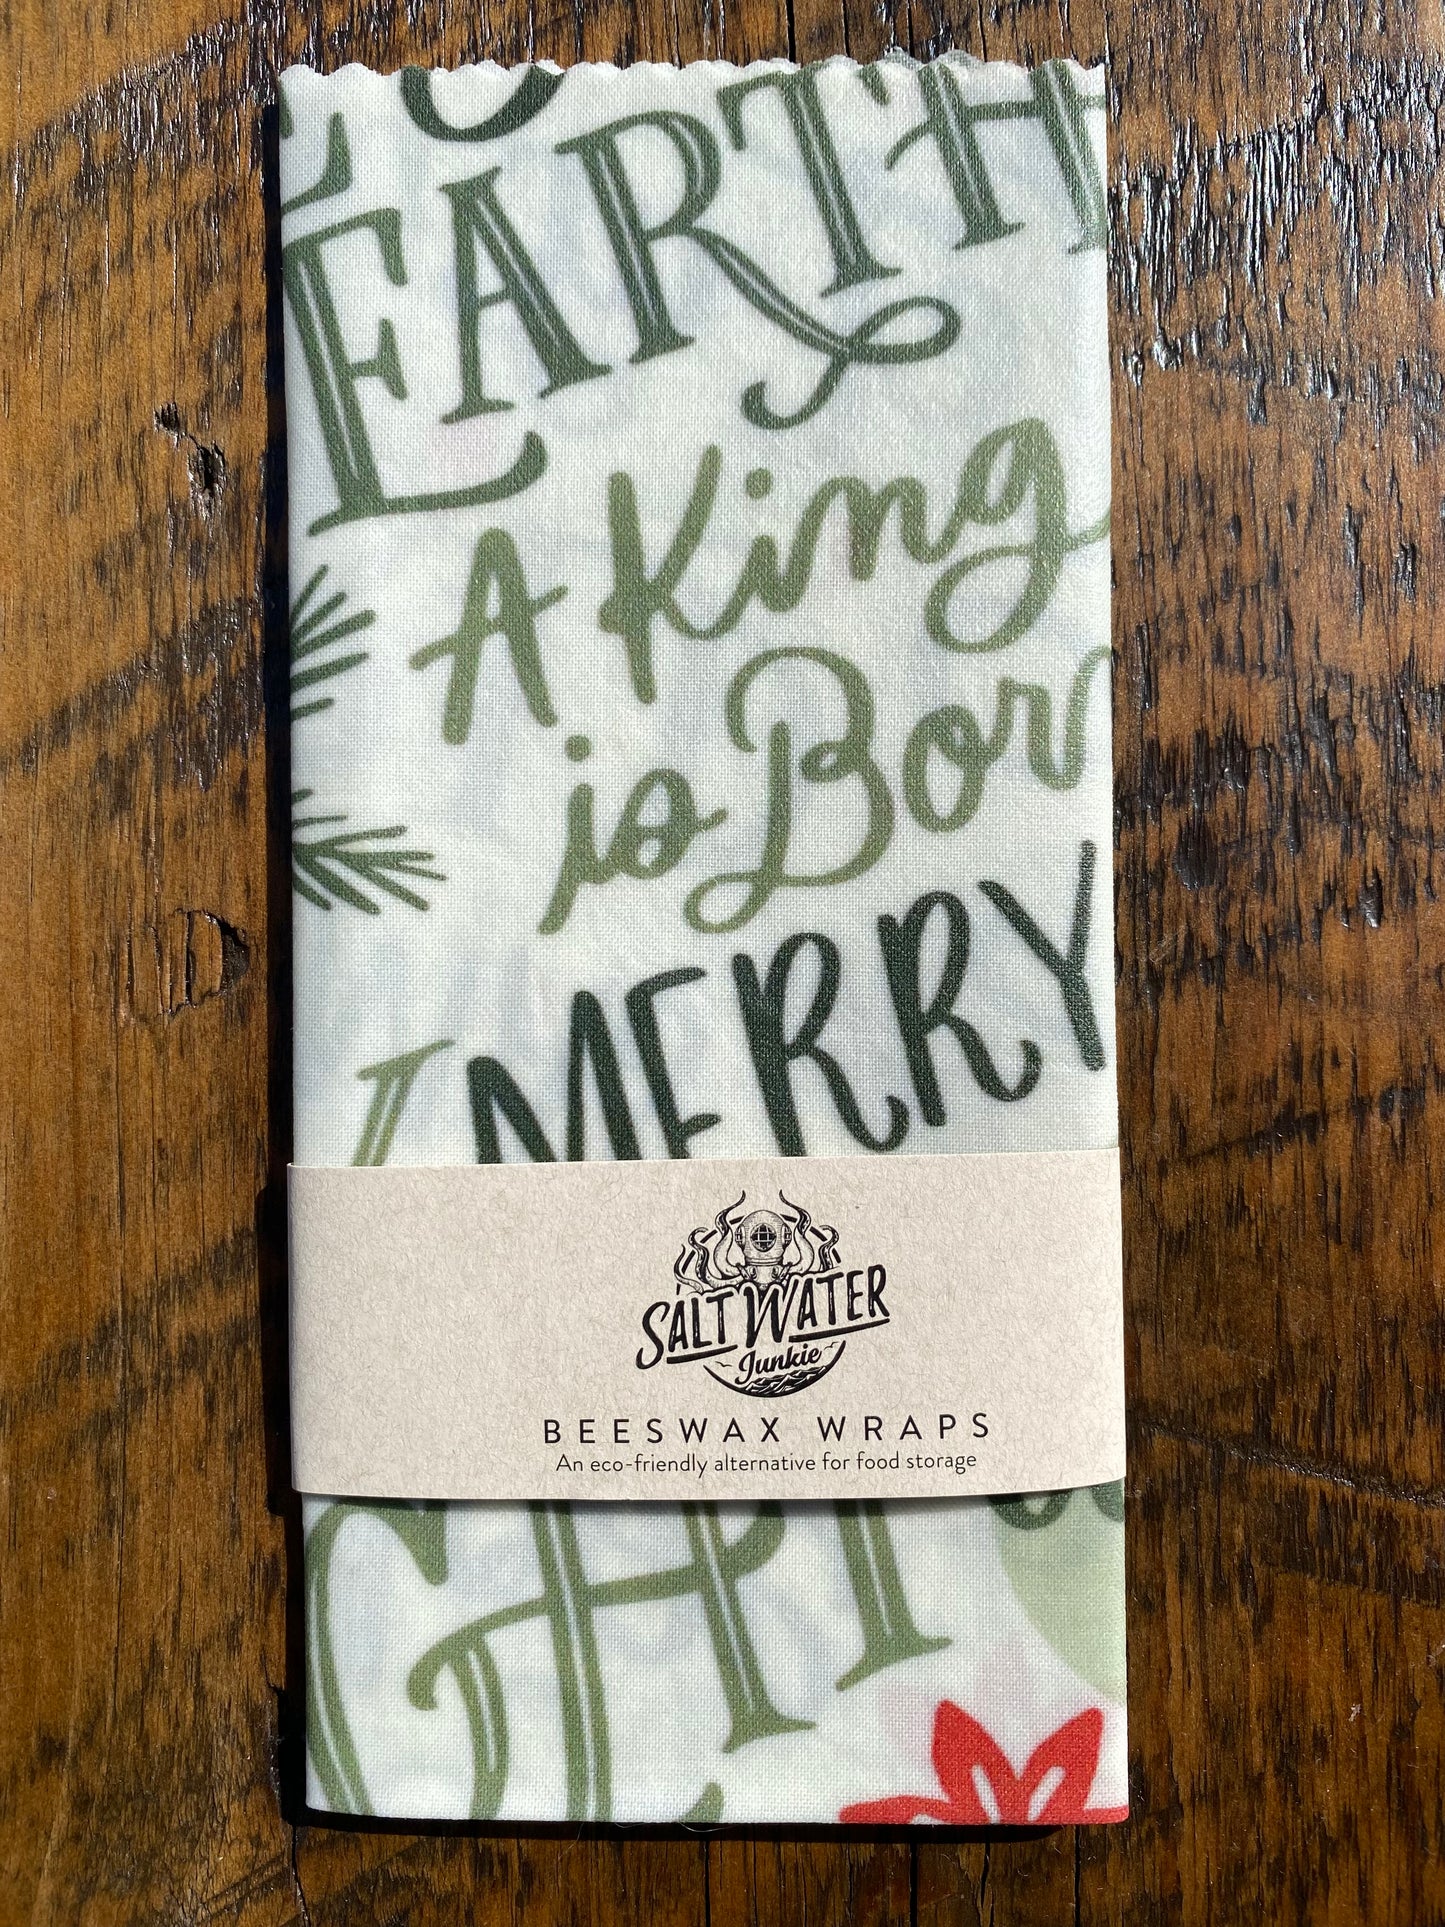 EARTH
A King
is Born
MERRY
SALT WATER
Junkie
BEESWAX WRAPS
An eco-friendly alternative for food storage